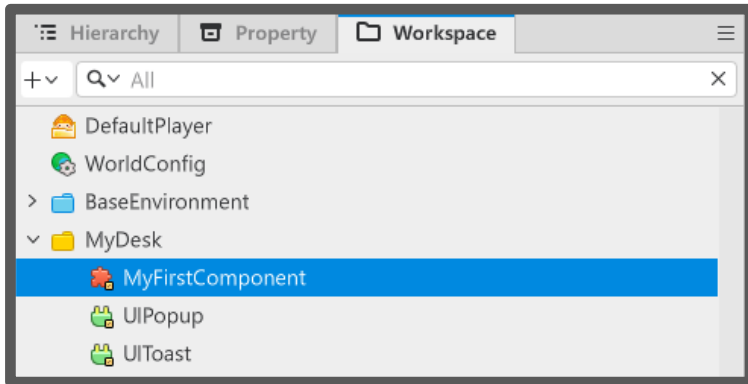 Hierarchy Property Workspace
All
DefaultPlayer
WorldConfig
BaseEnvironment
MyDesk
MyFirstComponent
UIPopup
UIToast